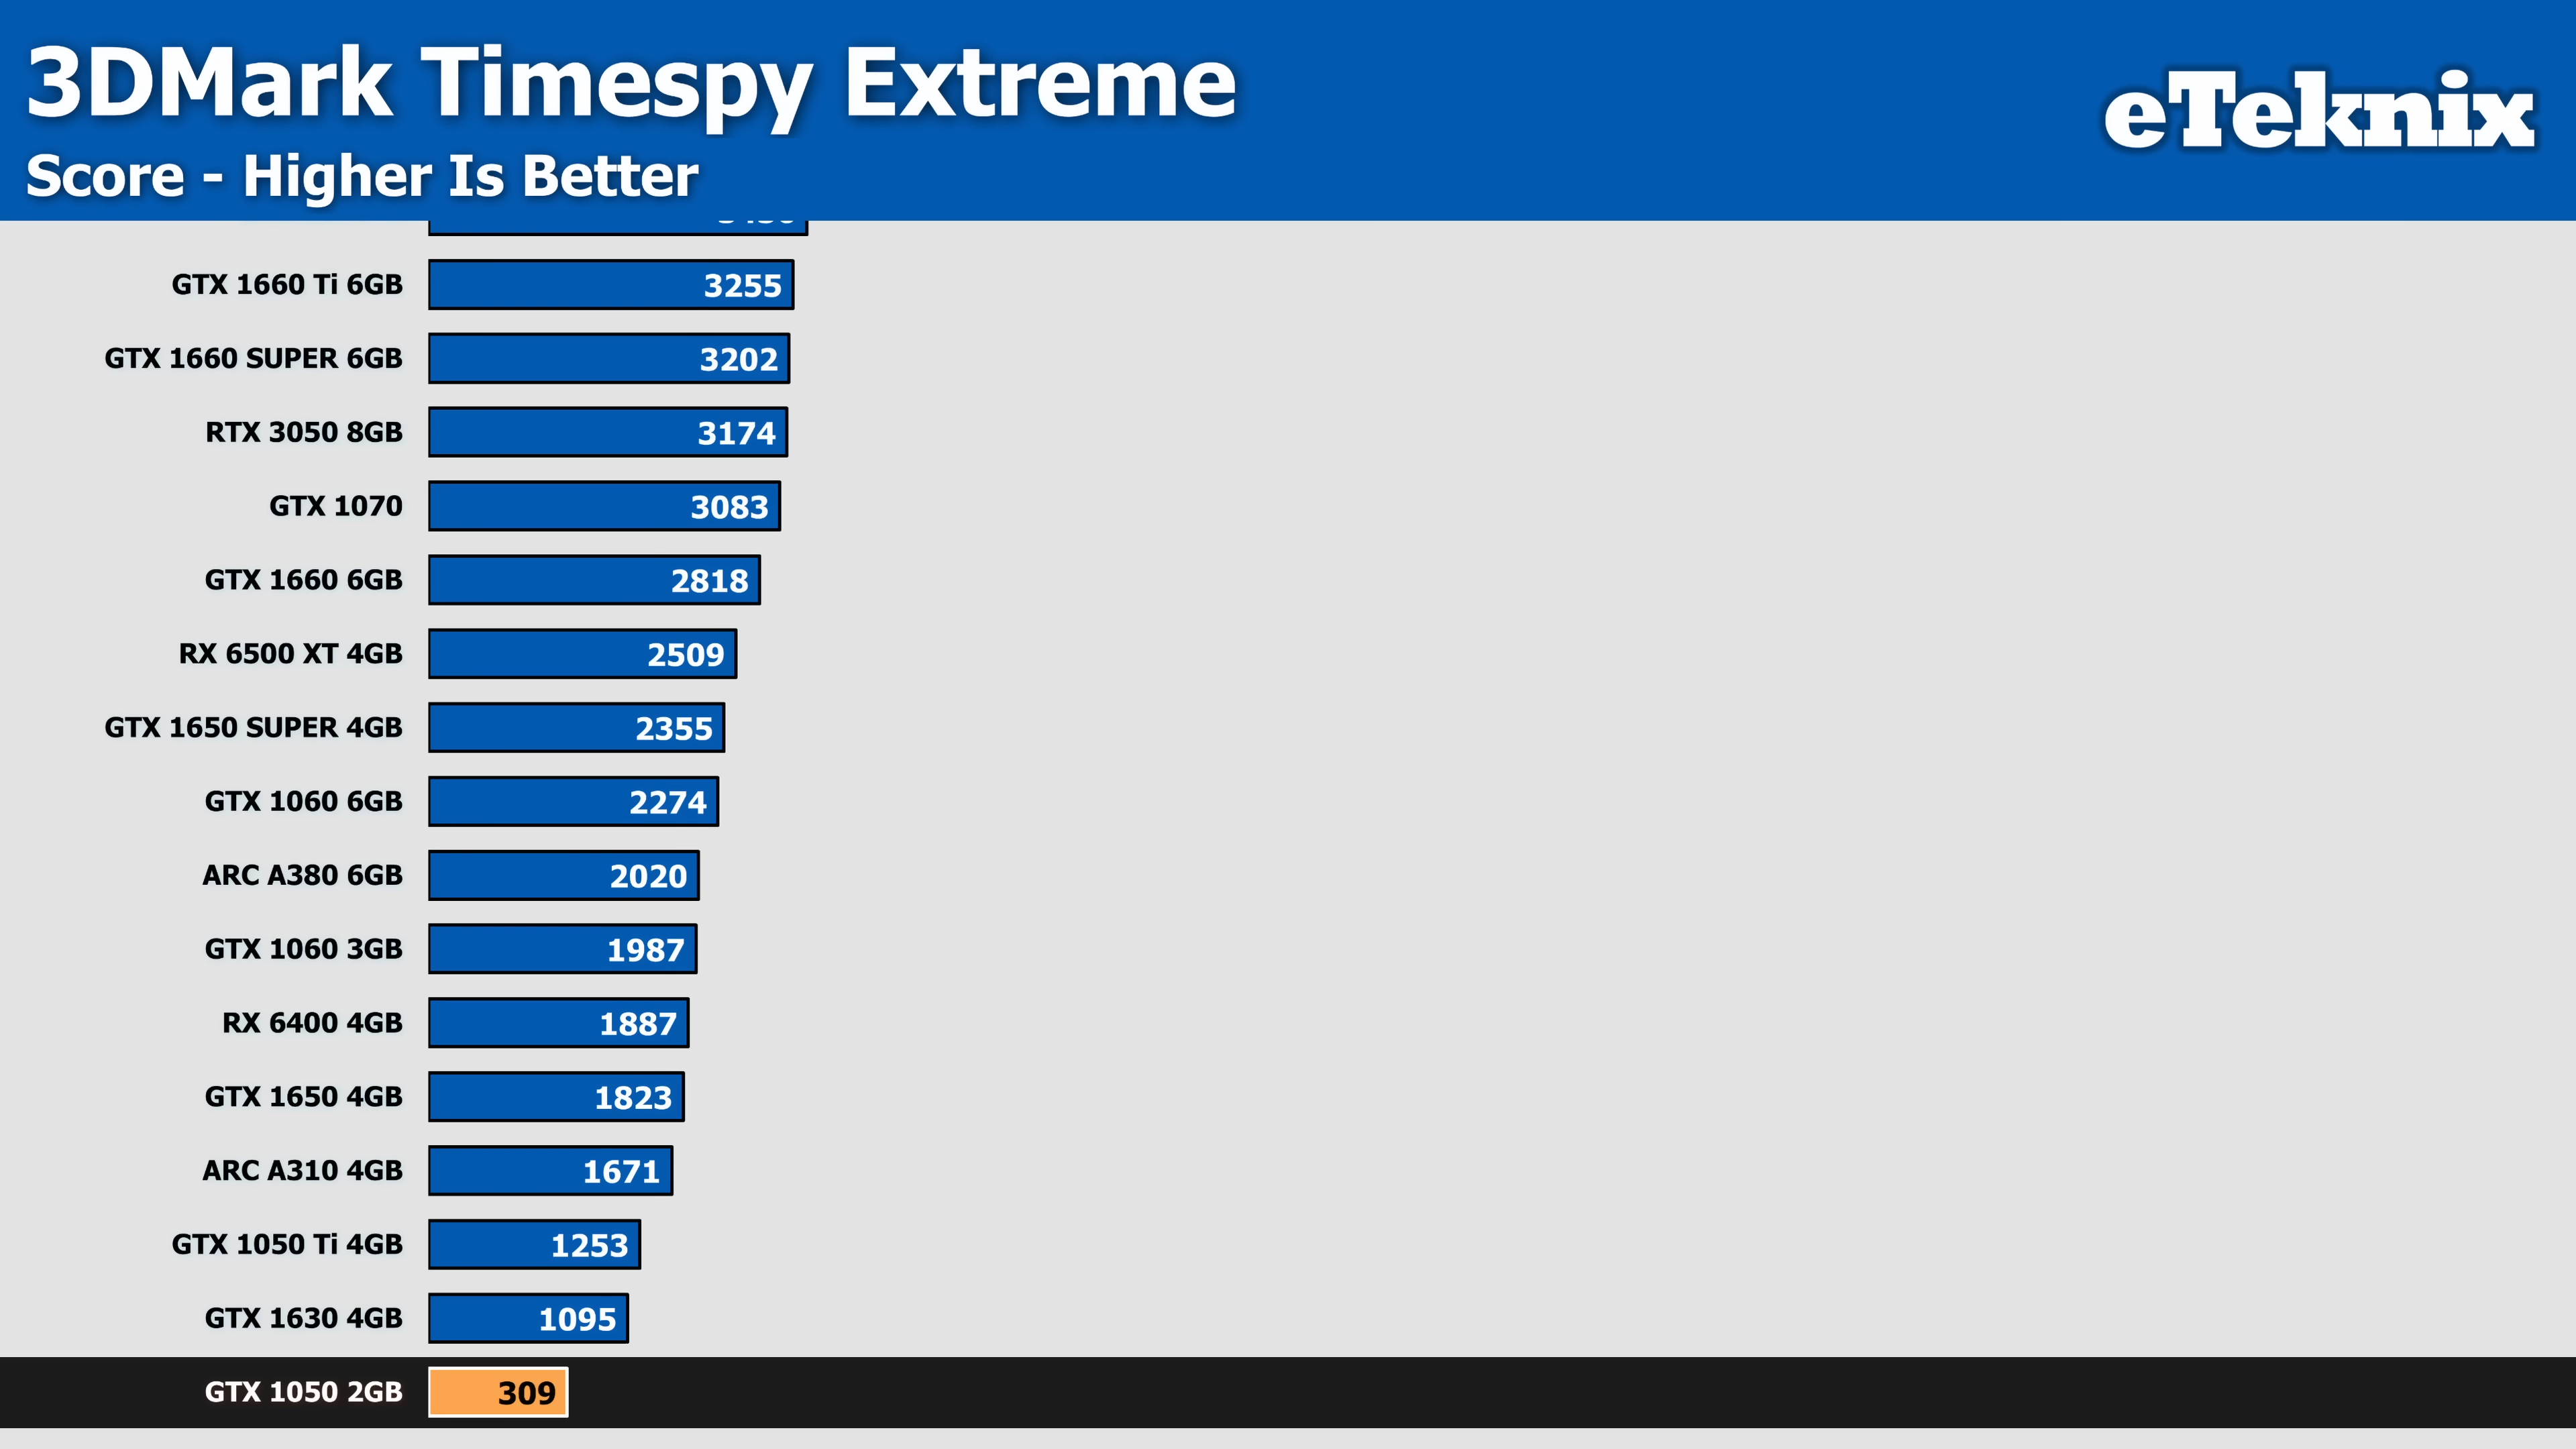 3DMark Timespy Extreme
eTeknix
Score - Higher Is Better
GTX 1660 Ti 6GB 3255
GTX 1660 SUPER 6GB 3202
RTX 3050 8GB 3174
GTX 1070 3083
GTX 1660 6GB 2818
RX 6500 XT 4GB 2509
GTX 1650 SUPER 4GB 2355
GTX 1060 6GB 2274
ARC A380 6GB 2020
GTX 1060 3GB 1987
RX 6400 4GB 1887
GTX 1650 4GB 1823
ARC A310 4GB 1671
GTX 1050 Ti 4GB 1253
GTX 1630 4GB 1095
GTX 1050 2GB 309